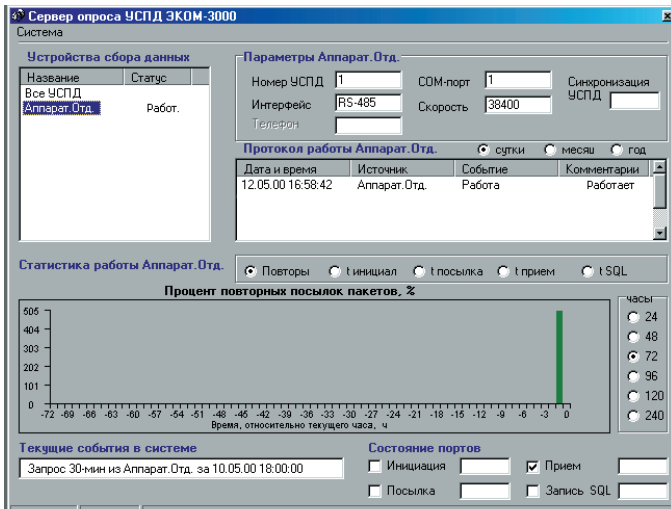 Сервер опроса УСПД ЭКОМ-3000
Система
Устройства сбора данных
Название Статус
Все УСПД
Аппарат.Отд. Работ.
Параметры Аппарат.Отд.
Номер УСПД 1 COM-порт 1 Синхронизация УСПД
Интерфейс RS-485 Скорость 38400
Телефон
Протокол работы Аппарат.Отд. сутки месяц год
Дата и время Источник Событие Комментарии
12.05.00 16:58:42 Аппарат.Отд. Работа Работает
Статистика работы Аппарат.Отд. Повторы t инициал t посылка t прием t SQL
Процент повторных посылок пакетов, %
часы
505
404
303
202
101
0
-72 -69 -66 -63 -60 -57 -54 -51 -48 -45 -42 -39 -36 -33 -30 -27 -24 -21 -18 -15 -12 -9 -6 -3 0
Время, относительно текущего часа, ч
24
48
72
96
120
240
Текущие события в системе
Запрос 30-мин из Аппарат.Отд. за 10.05.00 18:00:00
Состояние портов
Инициация Прием
Посылка Запись SQL